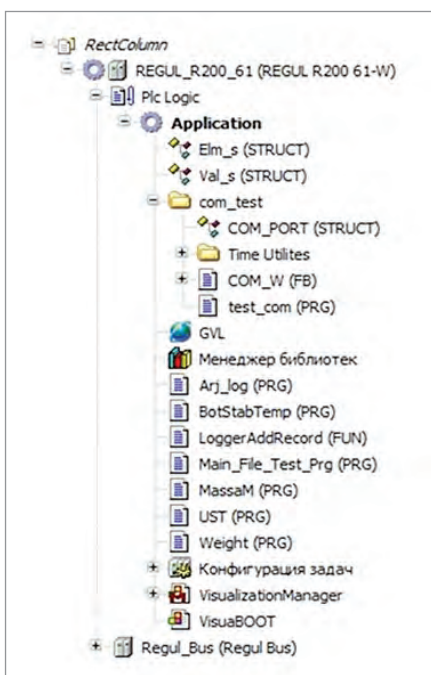 RectColumn
REGUL_R200_61 (REGUL R200 61-W)
Plc Logic
Application
Elm_s (STRUCT)
Val_s (STRUCT)
com_test
COM_PORT (STRUCT)
Time Utilites
COM_W (FB)
test_com (PRG)
GVL
Менеджер библиотек
Arj_log (PRG)
BotStabTemp (PRG)
LoggerAddRecord (FUN)
Main_File_Test_Prg (PRG)
MassaM (PRG)
UST (PRG)
Weight (PRG)
Конфигурация задач
VisualizationManager
VisuaBOOT
Regul_Bus (Regul Bus)